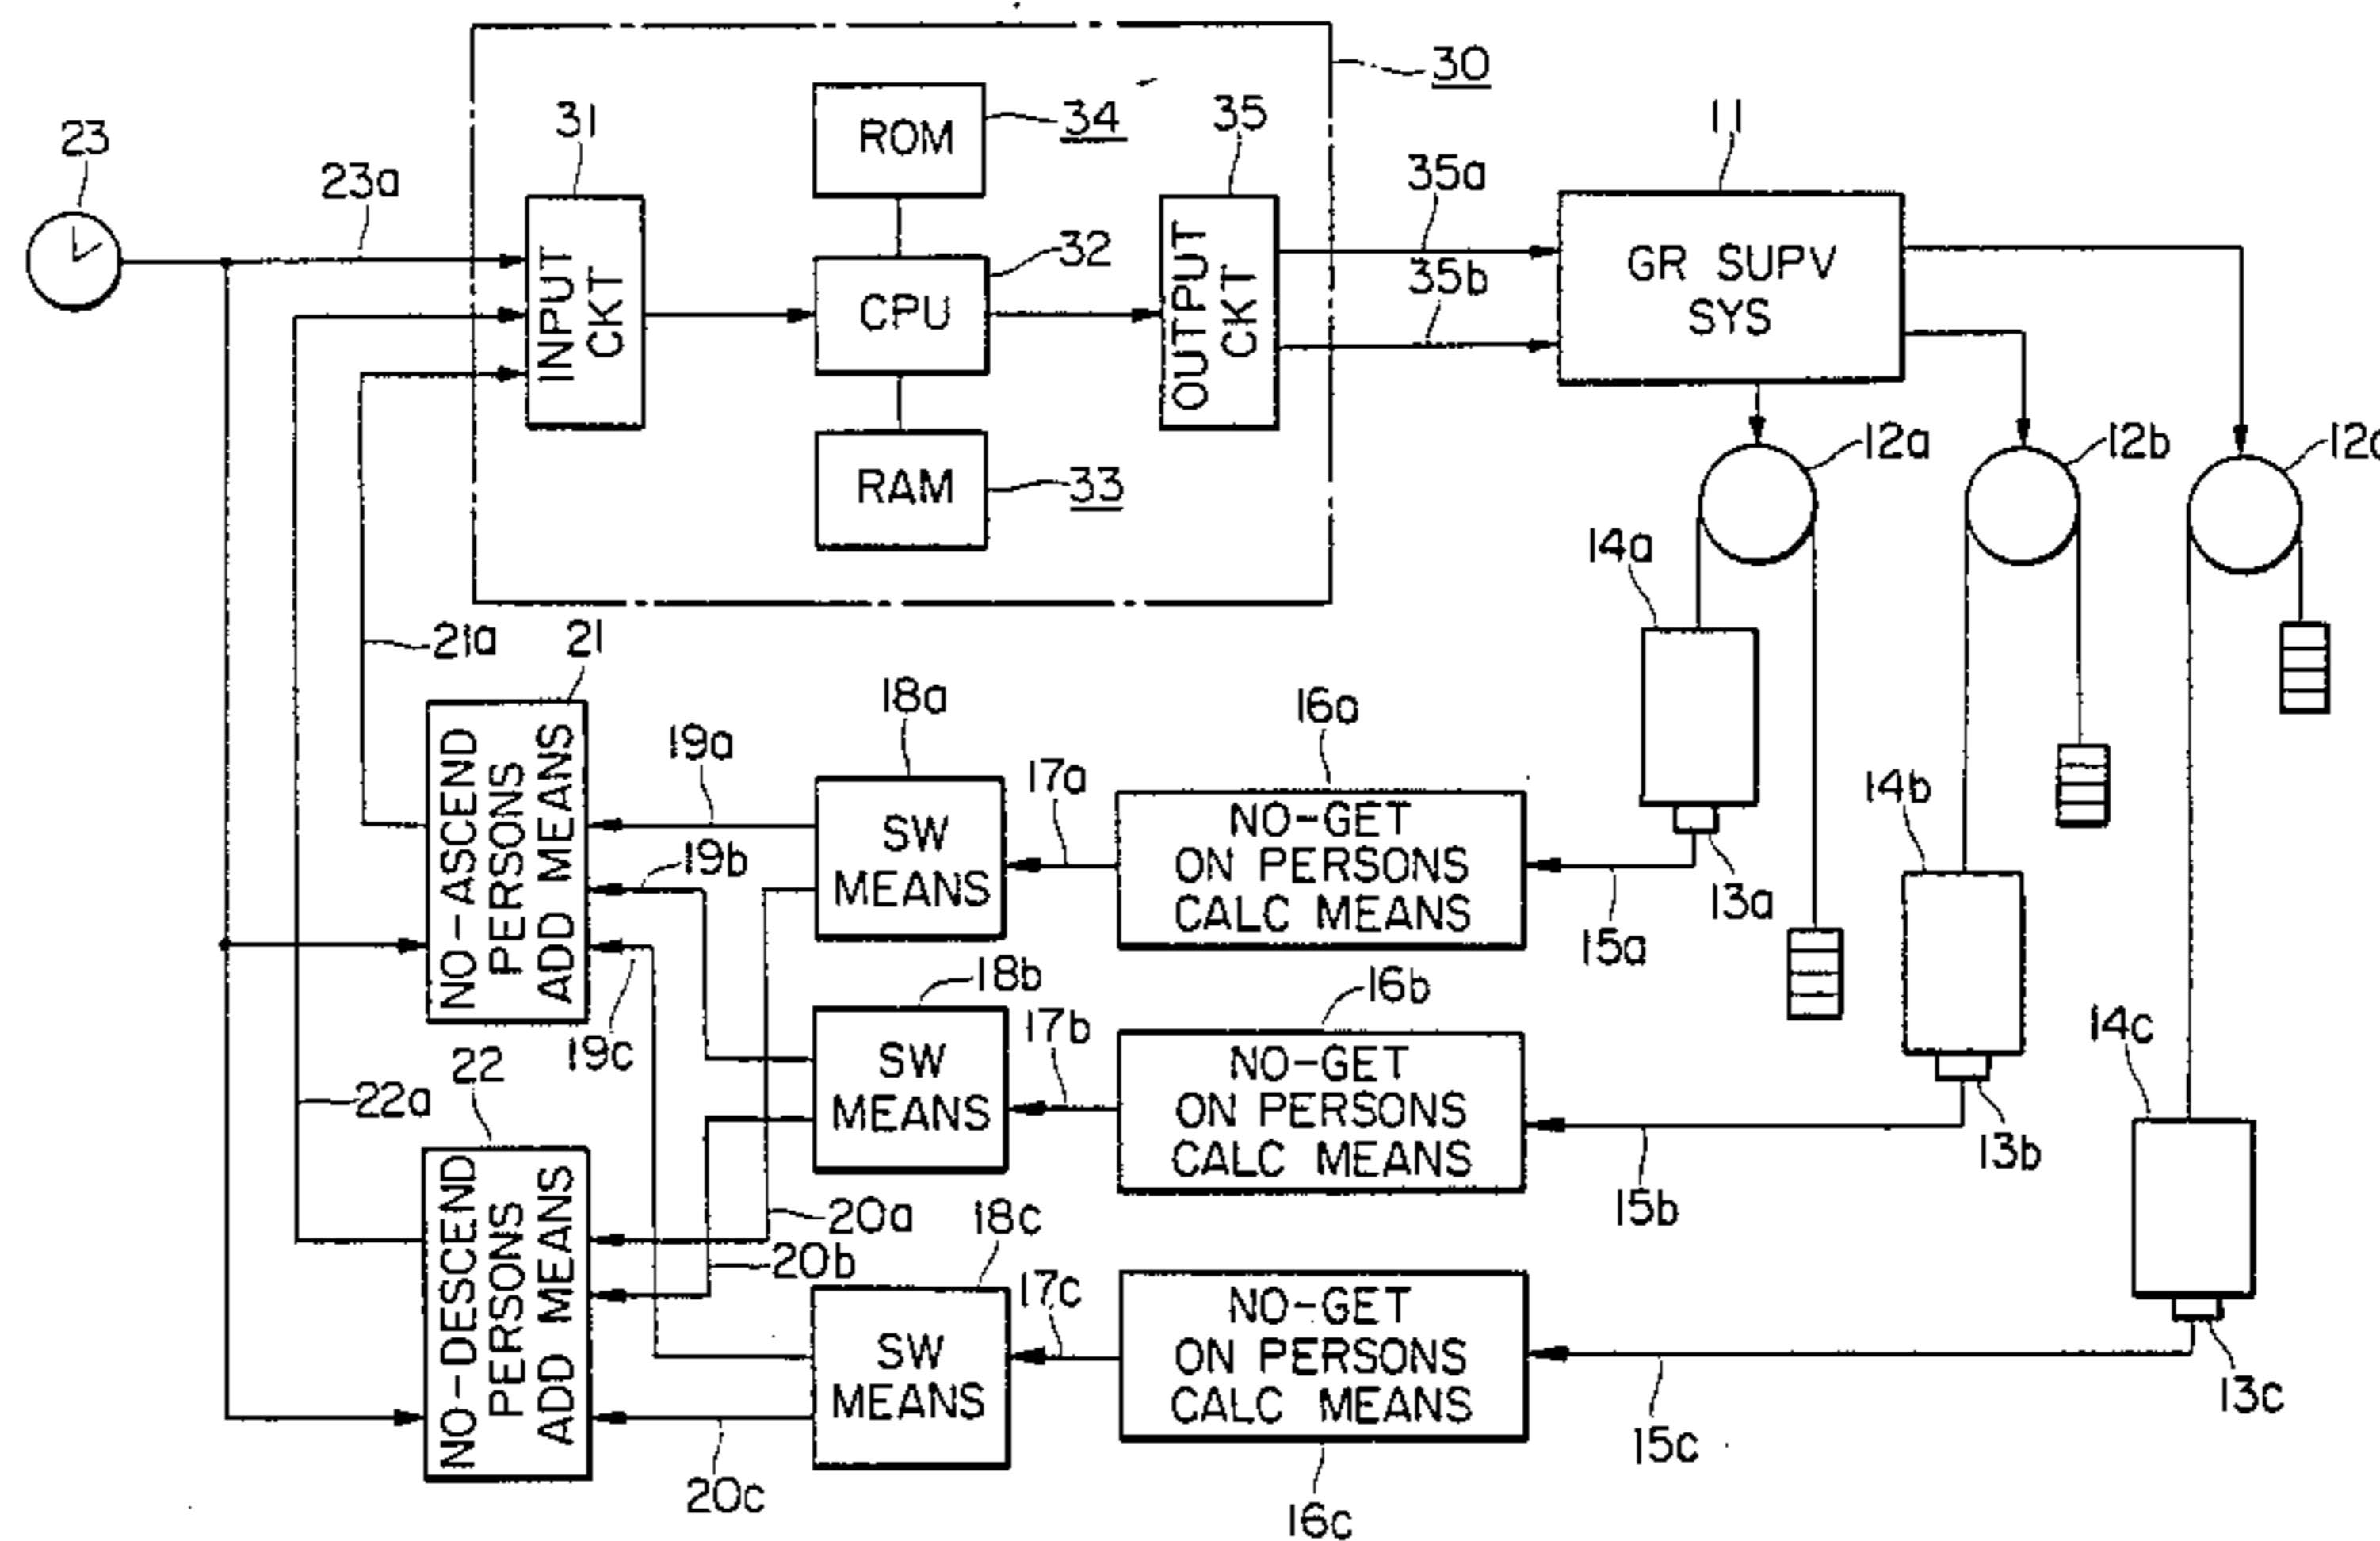 30
34
ROM
31
35
11
23
23a
35a
32
GR SUPV
SYS
INPUT
CKT
CPU
OUTPUT
CKT
35b
RAM
33
12a
12b
12c
14a
21a
21
18a
16a
19a
17a
14b
NO-ASCEND
PERSONS
ADD MEANS
SW
MEANS
NO-GET
ON PERSONS
CALC MEANS
19b
13a
15a
18b
16b
17b
14c
19c
22
SW
MEANS
NO-GET
ON PERSONS
CALC MEANS
22a
13b
15b
NO-DESCEND
PERSONS
ADD MEANS
20a
18c
20b
17c
SW
MEANS
NO-GET
ON PERSONS
CALC MEANS
13c
15c
20c
16c